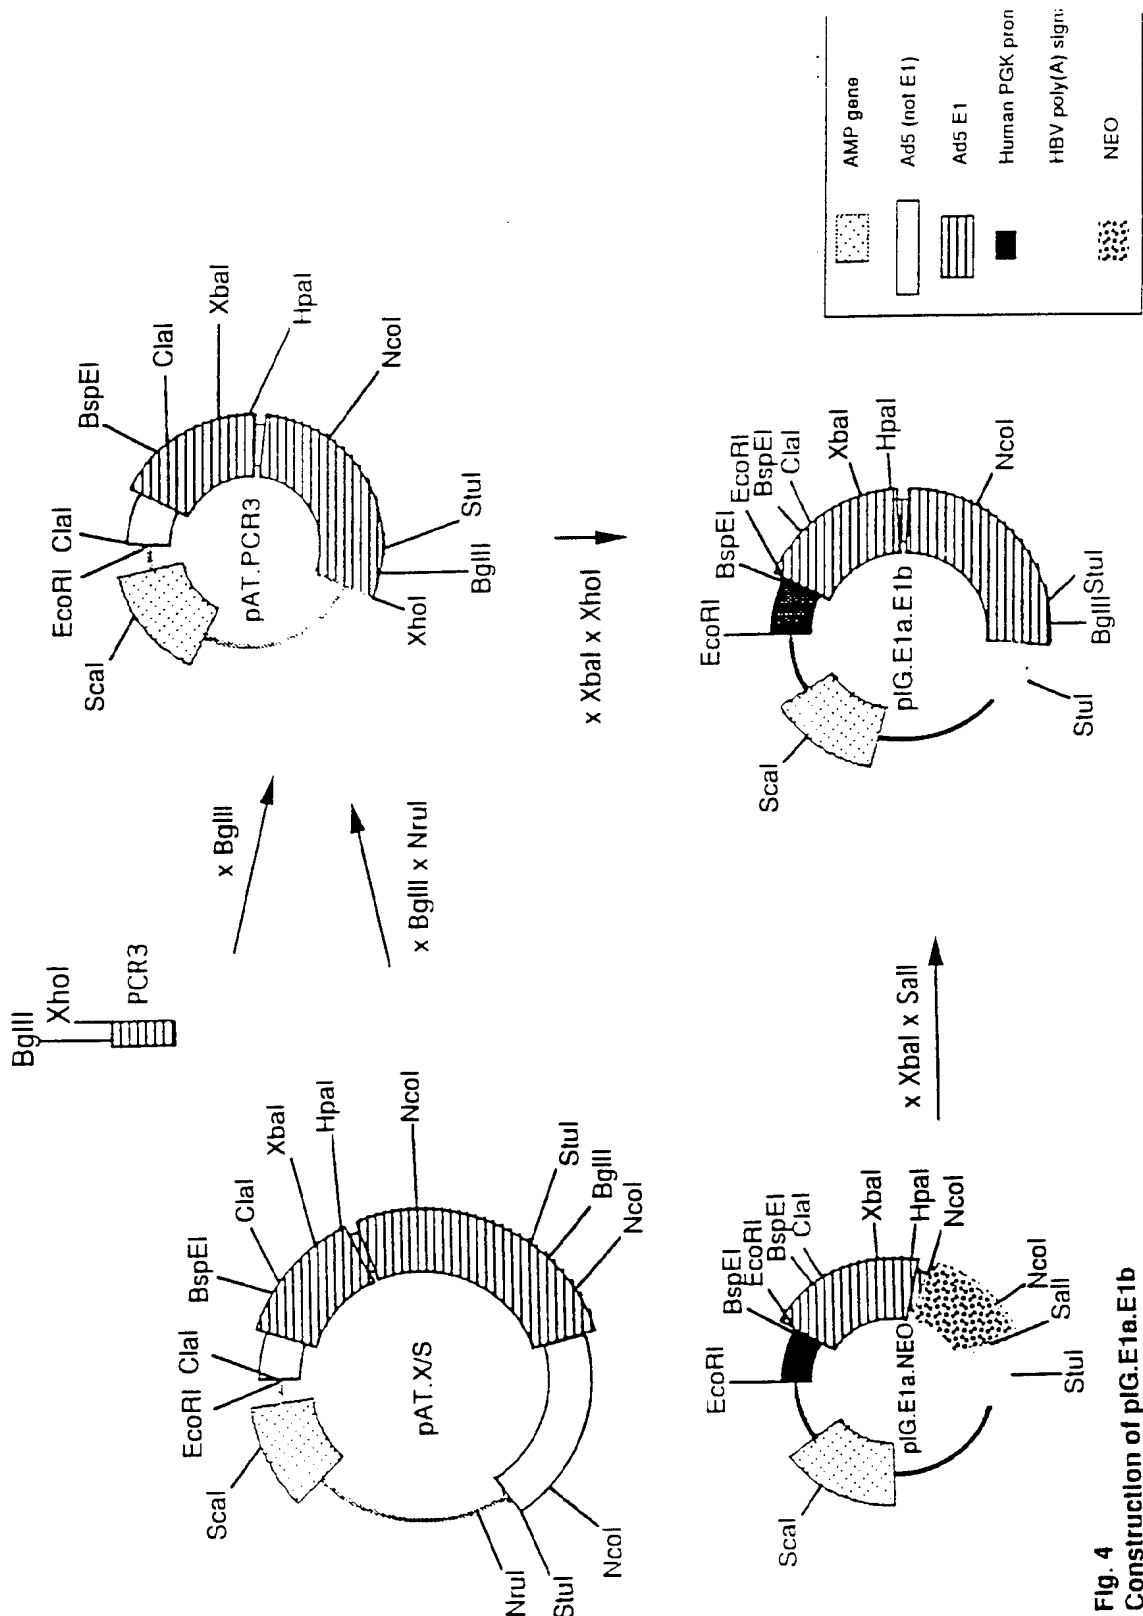 BglII
XhoI
PCR3
x BglII
x BglII x NruI
EcoRI
ClaI
BspEI
ClaI
XbaI
HpaI
NcoI
StuI
BglII
NcoI
NcoI
StuI
NruI
ScaI
pAT.X/S
EcoRI
ClaI
BspEI
ClaI
XbaI
HpaI
NcoI
StuI
BglII
XhoI
ScaI
pAT.PCR3
x XbaI x XhoI
EcoRI
BspEI
EcoRI
BspEI
ClaI
XbaI
HpaI
NcoI
NcoI
SalI
StuI
ScaI
pIG.E1a.NEO
x XbaI x SalI
EcoRI
BspEI
EcoRI
BspEI
ClaI
XbaI
HpaI
NcoI
StuI
BglII
StuI
ScaI
pIG.E1a.E1b
AMP gene
Ad5 (not E1)
Ad5 E1
Human PGK pron
HBV poly(A) sign
NEO
Fig. 4
Construction of pIG.E1a.E1b